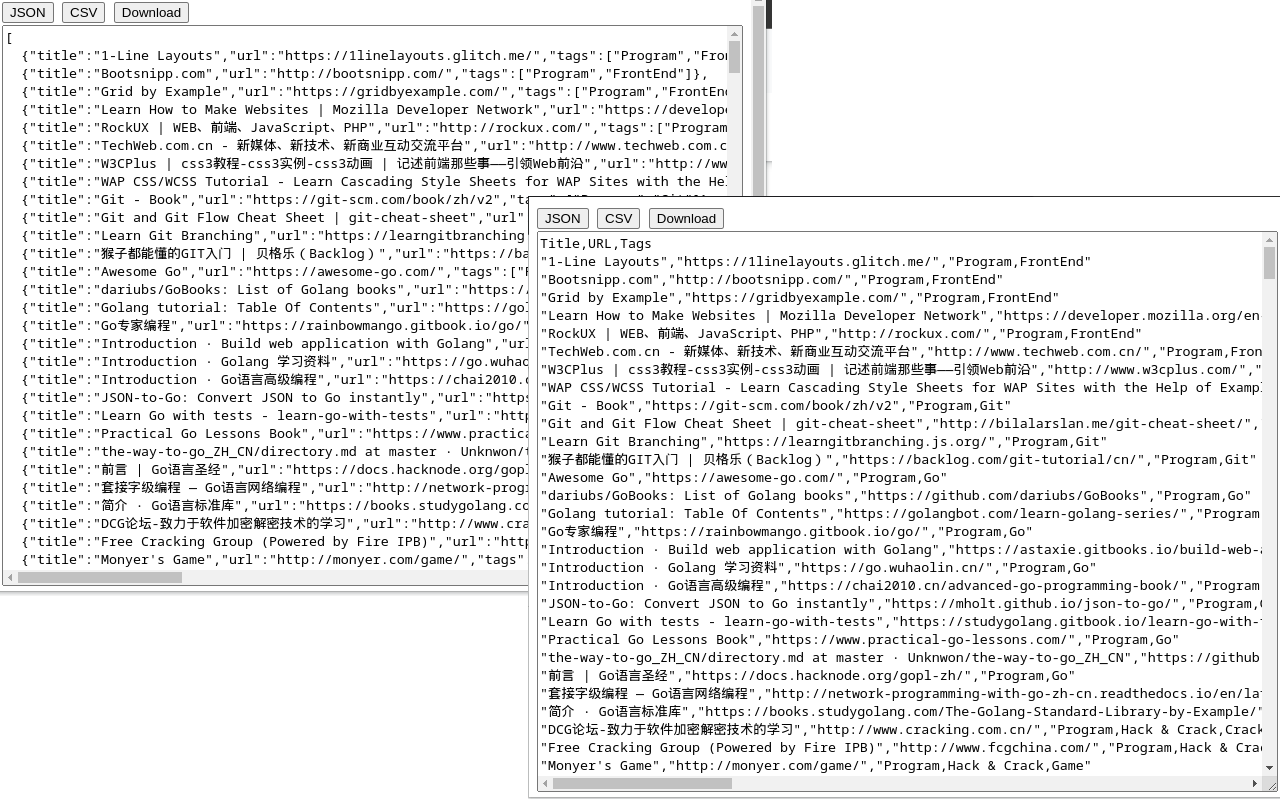 JSON CSV Download
[
{"title":"1-Line Layouts","url":"https://1linelayouts.glitch.me/","tags":["Program","Fron
{"title":"Bootsnipp.com","url":"http://bootsnipp.com/","tags":["Program","FrontEnd"]},
{"title":"Grid by Example","url":"https://gridbyexample.com/","tags":["Program","FrontEnd
{"title":"Learn How to Make Websites | Mozilla Developer Network","url":"https://develope
{"title":"RockUX | WEB、前端、JavaScript、PHP","url":"http://rockux.com/","tags":["Program
{"title":"TechWeb.com.cn - 新媒体、新技术、新商业互动交流平台","url":"http://www.techweb.com.c
{"title":"W3CPlus | css3教程-css3实例-css3动画 | 记述前端那些事——引领Web前沿","url":"http://ww
{"title":"WAP CSS/WCSS Tutorial - Learn Cascading Style Sheets for WAP Sites with the Hel
{"title":"Git - Book","url":"https://git-scm.com/book/zh/v2",
{"title":"Git and Git Flow Cheat Sheet | git-cheat-sheet","url":"
{"title":"Learn Git Branching","url":"https://learngitbranching
{"title":"猴子都能懂的GIT入门 | 贝格乐（Backlog）","url":"https://ba
{"title":"Awesome Go","url":"https://awesome-go.com/","tags":["P
{"title":"dariubs/GoBooks: List of Golang books","url":"https:/
{"title":"Golang tutorial: Table Of Contents","url":"https://gol
{"title":"Go专家编程","url":"https://rainbowmango.gitbook.io/go/"
{"title":"Introduction · Build web application with Golang","url
{"title":"Introduction · Golang 学习资料","url":"https://go.wuhao
{"title":"Introduction · Go语言高级编程","url":"https://chai2010.c
{"title":"JSON-to-Go: Convert JSON to Go instantly","url":"https
{"title":"Learn Go with tests - learn-go-with-tests","url":"http
{"title":"Practical Go Lessons Book","url":"https://www.practica
{"title":"the-way-to-go_ZH_CN/directory.md at master · Unknwon/t
{"title":"前言 | Go语言圣经","url":"https://docs.hacknode.org/gopl
{"title":"套接字级编程 — Go语言网络编程","url":"http://network-progr
{"title":"简介 · Go语言标准库","url":"https://books.studygolang.co
{"title":"DCG论坛-致力于软件加密解密技术的学习","url":"http://www.cra
{"title":"Free Cracking Group (Powered by Fire IPB)","url":"http
{"title":"Monyer's Game","url":"http://monyer.com/game/","tags"
JSON CSV Download
Title,URL,Tags
"1-Line Layouts","https://1linelayouts.glitch.me/","Program,FrontEnd"
"Bootsnipp.com","http://bootsnipp.com/","Program,FrontEnd"
"Grid by Example","https://gridbyexample.com/","Program,FrontEnd"
"Learn How to Make Websites | Mozilla Developer Network","https://developer.mozilla.org/en-
"RockUX | WEB、前端、JavaScript、PHP","http://rockux.com/","Program,FrontEnd"
"TechWeb.com.cn - 新媒体、新技术、新商业互动交流平台","http://www.techweb.com.cn/","Program,Fron
"W3CPlus | css3教程-css3实例-css3动画 | 记述前端那些事——引领Web前沿","http://www.w3cplus.com/","
"WAP CSS/WCSS Tutorial - Learn Cascading Style Sheets for WAP Sites with the Help of Exampl
"Git - Book","https://git-scm.com/book/zh/v2","Program,Git"
"Git and Git Flow Cheat Sheet | git-cheat-sheet","http://bilalarslan.me/git-cheat-sheet/",
"Learn Git Branching","https://learngitbranching.js.org/","Program,Git"
"猴子都能懂的GIT入门 | 贝格乐（Backlog）","https://backlog.com/git-tutorial/cn/","Program,Git"
"Awesome Go","https://awesome-go.com/","Program,Go"
"dariubs/GoBooks: List of Golang books","https://github.com/dariubs/GoBooks","Program,Go"
"Golang tutorial: Table Of Contents","https://golangbot.com/learn-golang-series/","Program
"Go专家编程","https://rainbowmango.gitbook.io/go/","Program,Go"
"Introduction · Build web application with Golang","https://astaxie.gitbooks.io/build-web-a
"Introduction · Golang 学习资料","https://go.wuhaolin.cn/","Program,Go"
"Introduction · Go语言高级编程","https://chai2010.cn/advanced-go-programming-book/","Program
"JSON-to-Go: Convert JSON to Go instantly","https://mholt.github.io/json-to-go/","Program,G
"Learn Go with tests - learn-go-with-tests","https://studygolang.gitbook.io/learn-go-with-t
"Practical Go Lessons Book","https://www.practical-go-lessons.com/","Program,Go"
"the-way-to-go_ZH_CN/directory.md at master · Unknwon/the-way-to-go_ZH_CN","https://github
"前言 | Go语言圣经","https://docs.hacknode.org/gopl-zh/","Program,Go"
"套接字级编程 — Go语言网络编程","http://network-programming-with-go-zh-cn.readthedocs.io/en/lat
"简介 · Go语言标准库","https://books.studygolang.com/The-Golang-Standard-Library-by-Example/"
"DCG论坛-致力于软件加密解密技术的学习","http://www.cracking.com.cn/","Program,Hack & Crack,Crack
"Free Cracking Group (Powered by Fire IPB)","http://www.fcgchina.com/","Program,Hack & Crac
"Monyer's Game","http://monyer.com/game/","Program,Hack & Crack,Game"